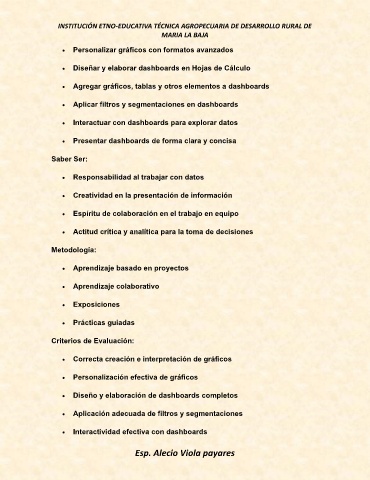 INSTITUCIÓN ETNO-EDUCATIVA TÉCNICA AGROPECUARIA DE DESARROLLO RURAL DE
MARIA LA BAJA
• Personalizar gráficos con formatos avanzados
• Diseñar y elaborar dashboards en Hojas de Cálculo
• Agregar gráficos, tablas y otros elementos a dashboards
• Aplicar filtros y segmentaciones en dashboards
• Interactuar con dashboards para explorar datos
• Presentar dashboards de forma clara y concisa
Saber Ser:
• Responsabilidad al trabajar con datos
• Creatividad en la presentación de información
• Espíritu de colaboración en el trabajo en equipo
• Actitud crítica y analítica para la toma de decisiones
Metodología:
• Aprendizaje basado en proyectos
• Aprendizaje colaborativo
• Exposiciones
• Prácticas guiadas
Criterios de Evaluación:
• Correcta creación e interpretación de gráficos
• Personalización efectiva de gráficos
• Diseño y elaboración de dashboards completos
• Aplicación adecuada de filtros y segmentaciones
• Interactividad efectiva con dashboards
Esp. Alecio Viola payares